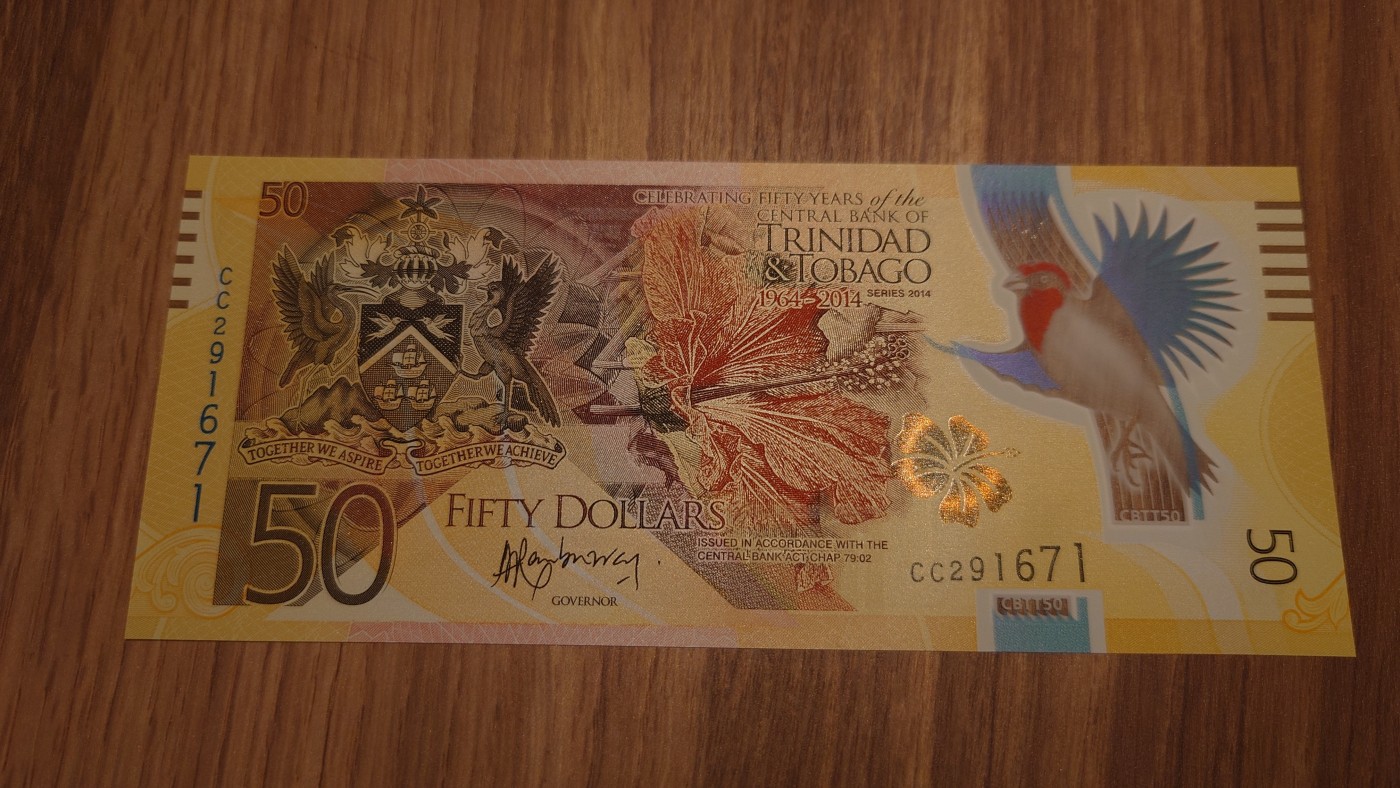 50
CELEBRATING FIFTY YEARS of the
CENTRAL BANK OF
TRINIDAD
& TOBAGO
1964-2014 SERIES 2014
CC291671
TOGETHER WE ASPIRE TOGETHER WE ACHIEVE
50
FIFTY DOLLARS
ISSUED IN ACCORDANCE WITH THE
CENTRAL BANK ACT CHAP 79:02
GOVERNOR
CC291671
CBTT50
CBTT50
50